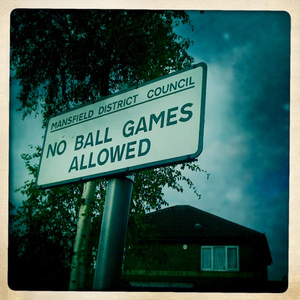 MANSFIELD DISTRICT COUNCIL
NO BALL GAMES
ALLOWED